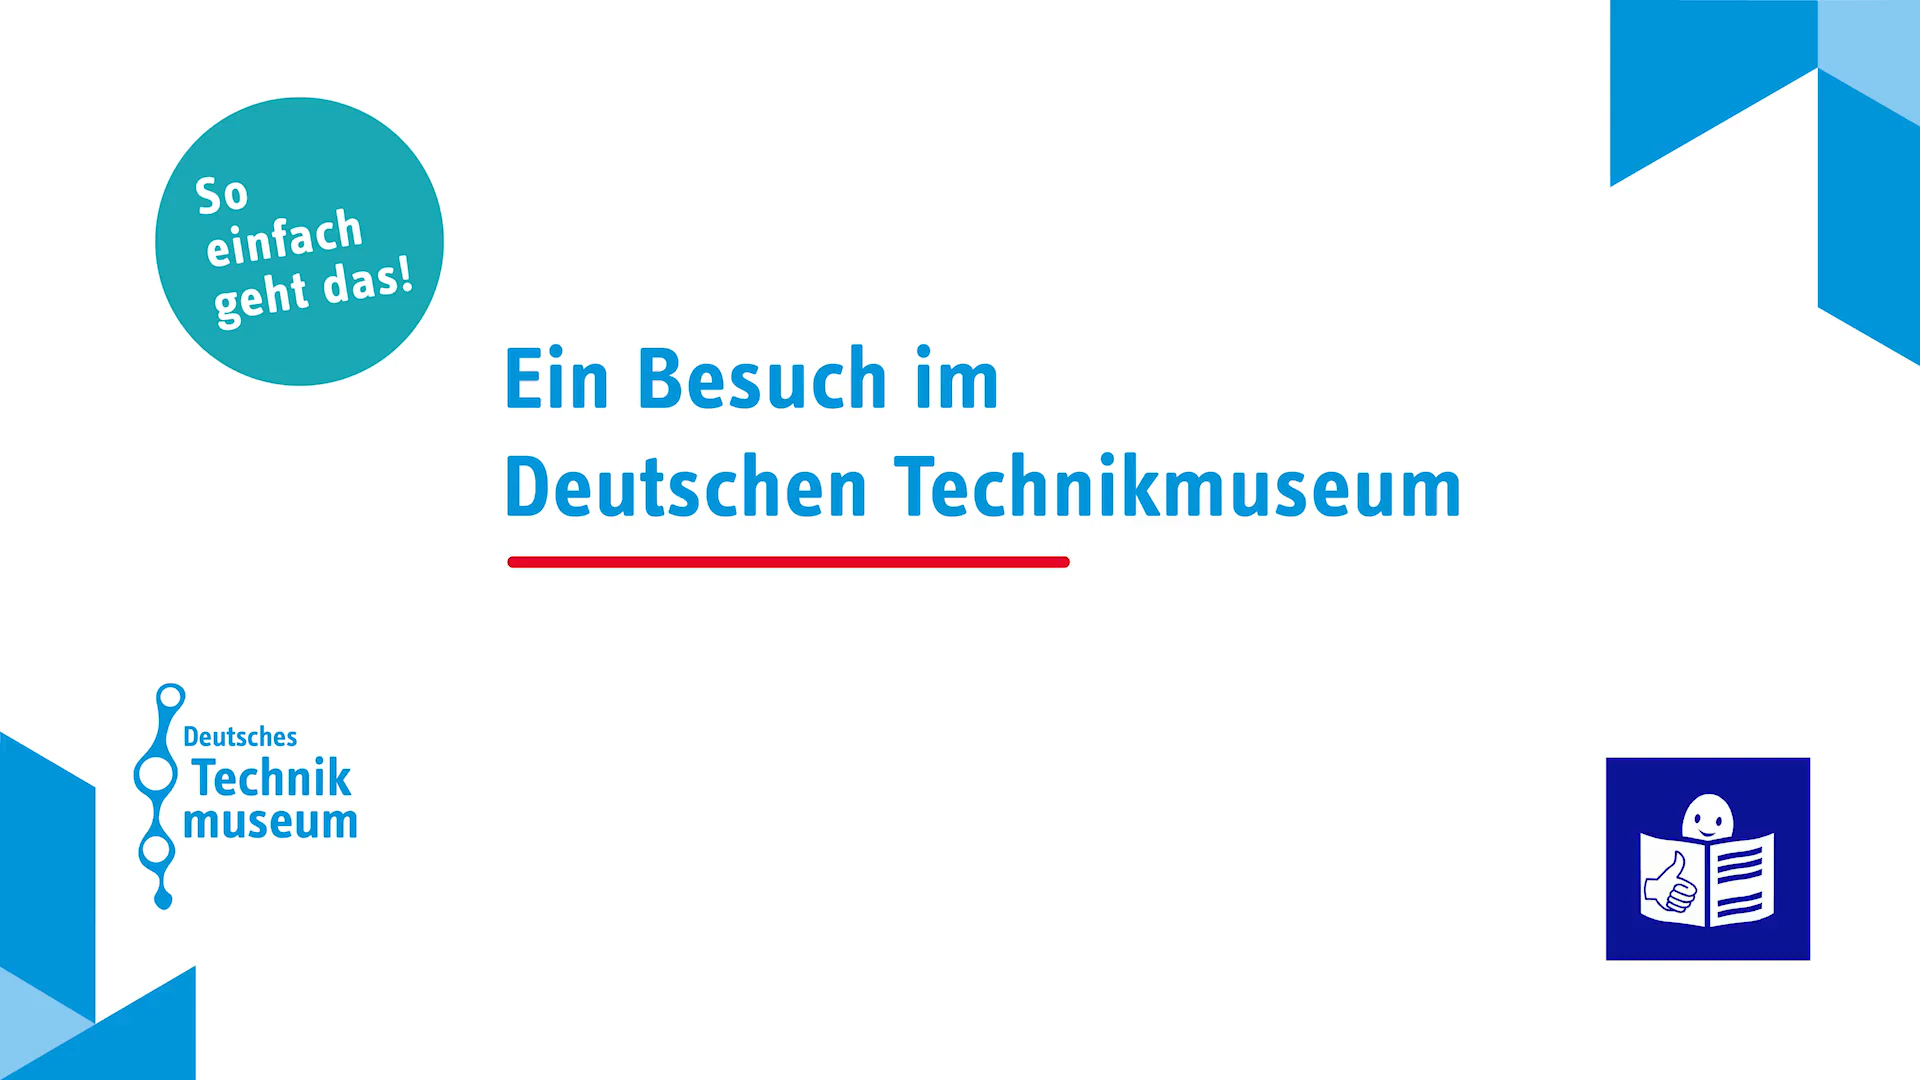 So
einfach
geht das!
Ein Besuch im
Deutschen Technikmuseum
Deutsches
Technik
museum